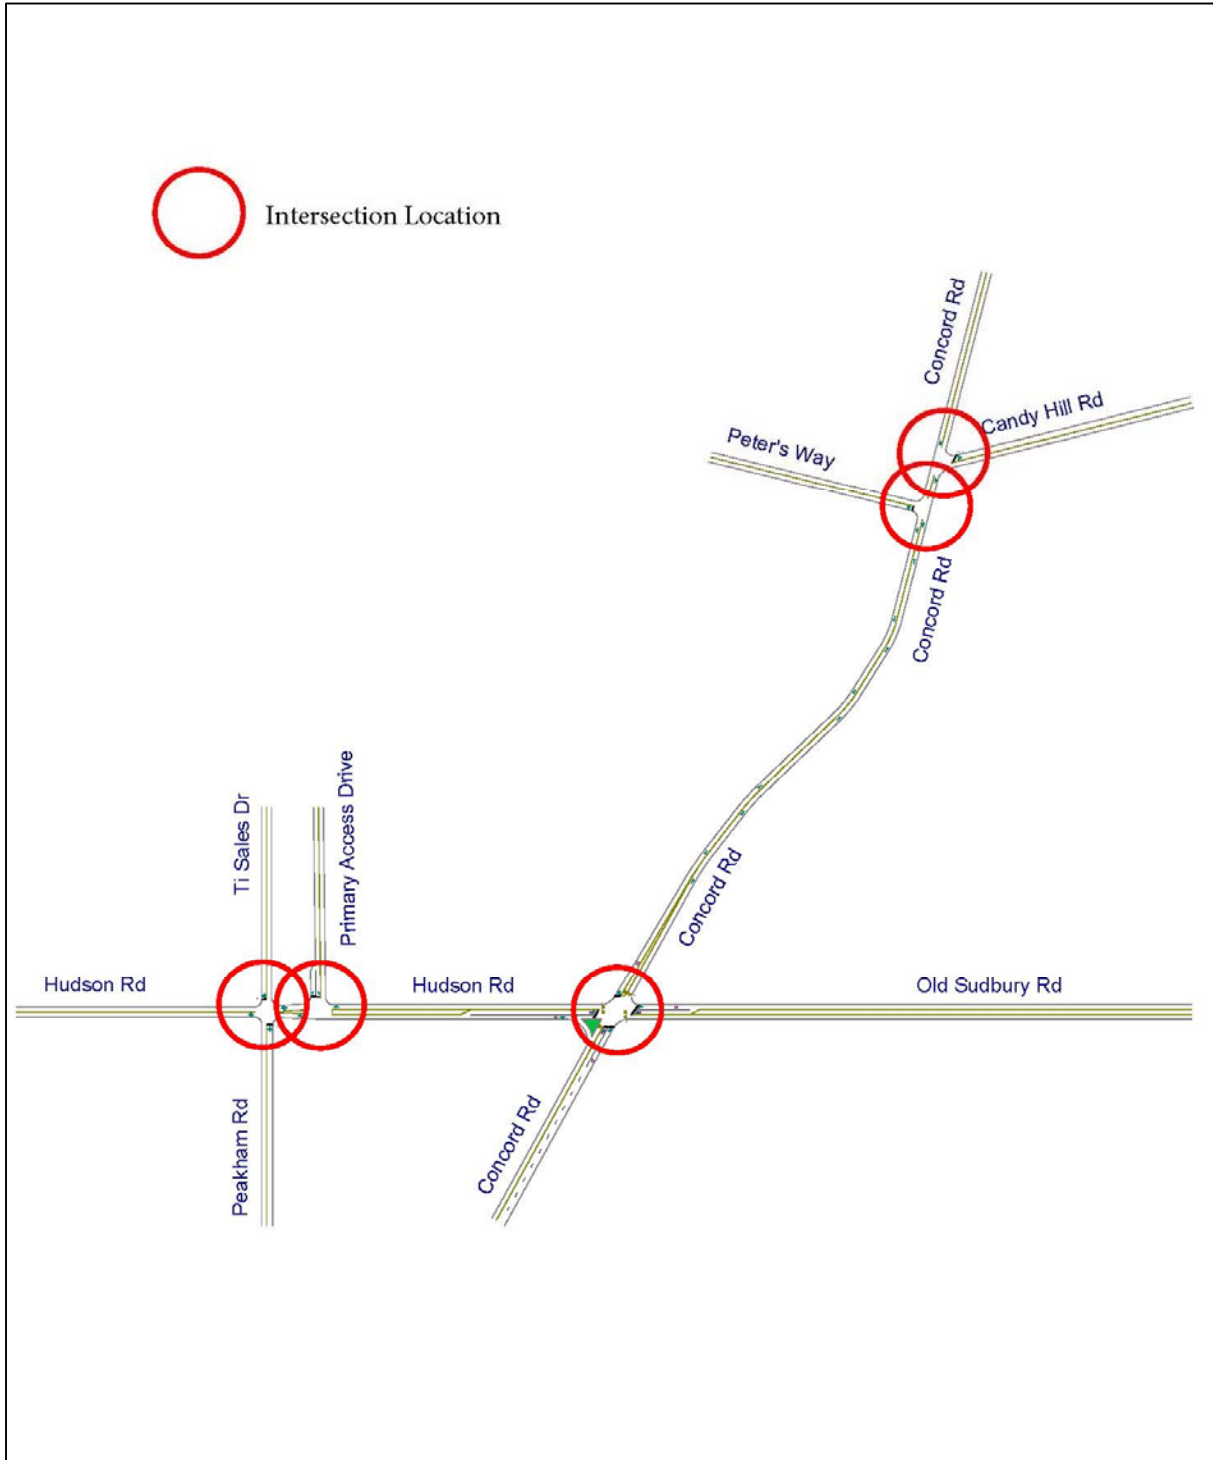 Intersection Location
Concord Rd
Candy Hill Rd
Peter's Way
Concord Rd
Ti Sales Dr
Primary Access Drive
Concord Rd
Hudson Rd
Hudson Rd
Old Sudbury Rd
Peakham Rd
Concord Rd